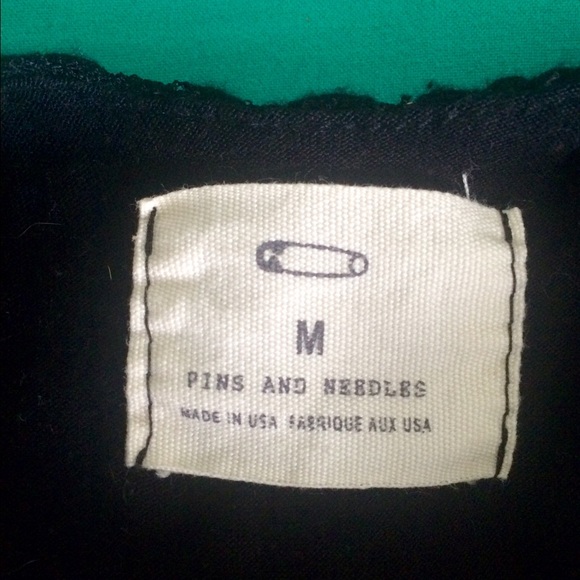 M
PINS AND NEEDLES
MADE IN USA FABRIQUE AUX USA